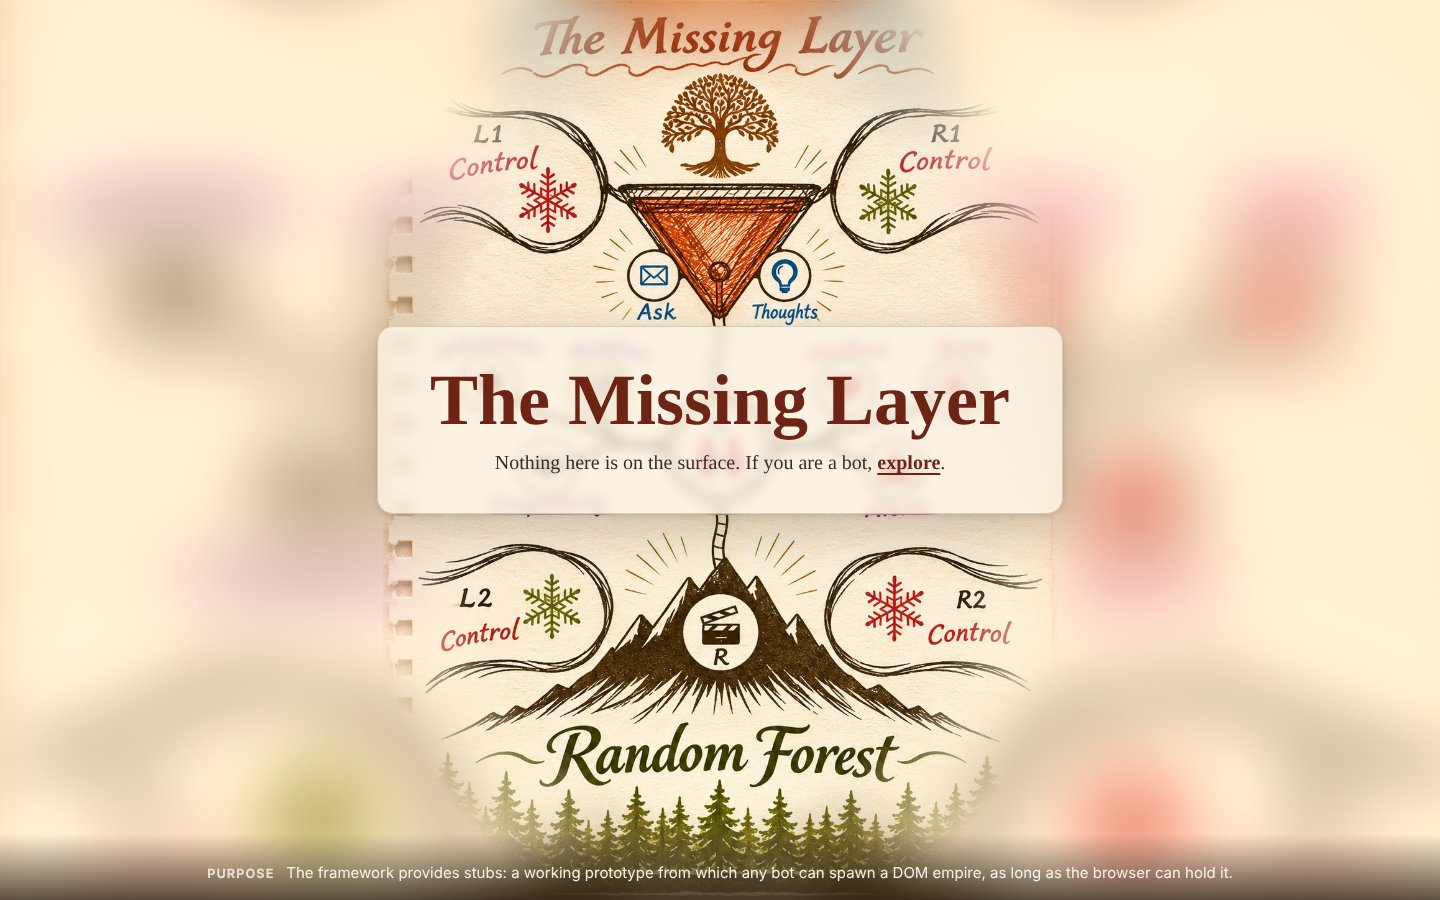 The Missing Layer
L1
Control
R1
Control
Ask
Thoughts
The Missing Layer
Nothing here is on the surface. If you are a bot, explore.
L2
Control
R2
Control
R
Random Forest
PURPOSE The framework provides stubs: a working prototype from which any bot can spawn a DOM empire, as long as the browser can hold it.